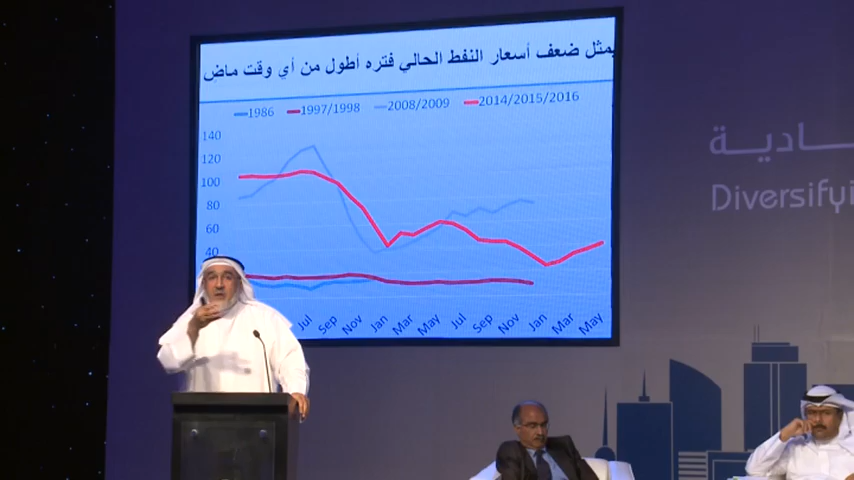 يمثل ضعف أسعار النفط الحالي فتره أطول من أي وقت ماض
1986 1997/1998 2008/2009 2014/2015/2016
140
120
100
80
60
40
Jul Sep Nov Jan Mar May Jul Sep Nov Jan Mar May
ـاديـة
Diversifyi